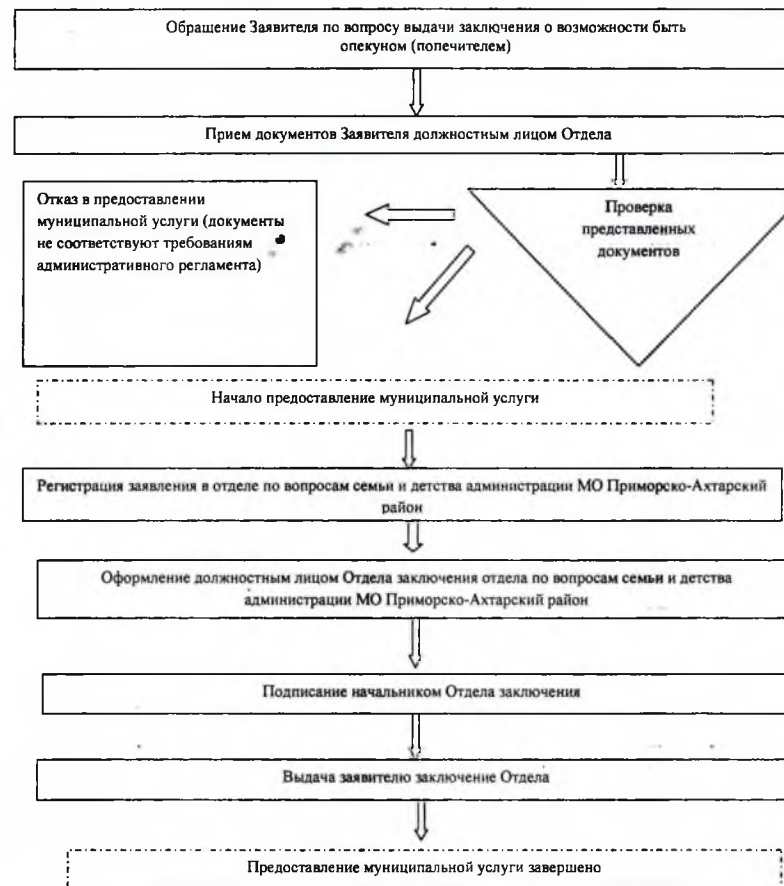 Обращение Заявителя по вопросу выдачи заключения о возможности быть
опекуном (попечителем)
Прием документов Заявителя должностным лицом Отдела
Отказ в предоставлении
муниципальной услуги (документы
не соответствуют требованиям
административного регламента)
Проверка
представленных
документов
Начало предоставление муниципальной услуги
Регистрация заявления в отделе по вопросам семьи и детства администрации МО Приморско-Ахтарский
район
Оформление должностным лицом Отдела заключения отдела по вопросам семьи и детства
администрации МО Приморско-Ахтарский район
Подписание начальником Отдела заключения
Выдача заявителю заключение Отдела
Предоставление муниципальной услуги завершено